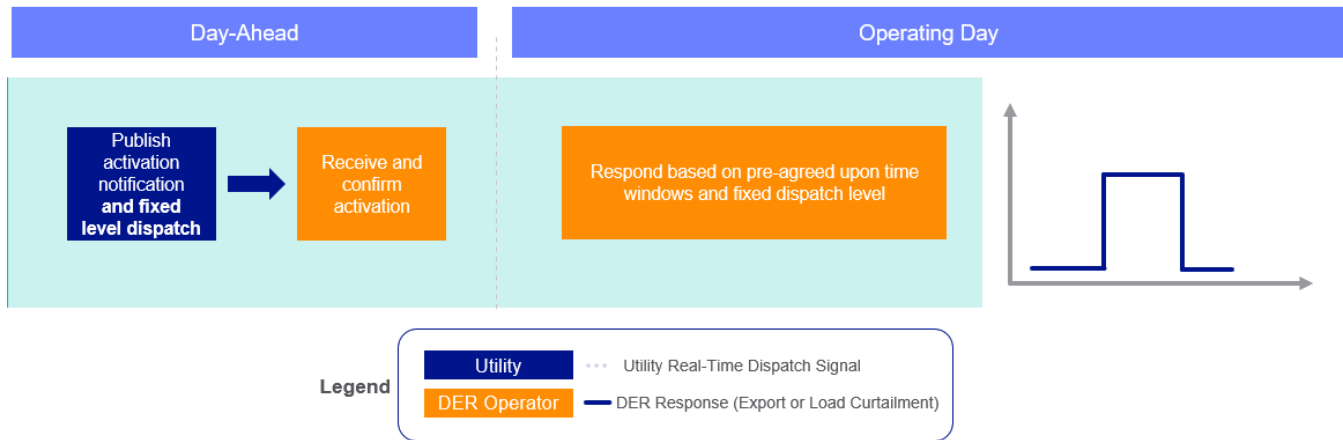 Day-Ahead
Operating Day
Publish
activation
notification
and fixed
level dispatch
Receive and
confirm
activation
Respond based on pre-agreed upon time
windows and fixed dispatch level
Legend
Utility
Utility Real-Time Dispatch Signal
DER Operator
DER Response (Export or Load Curtailment)